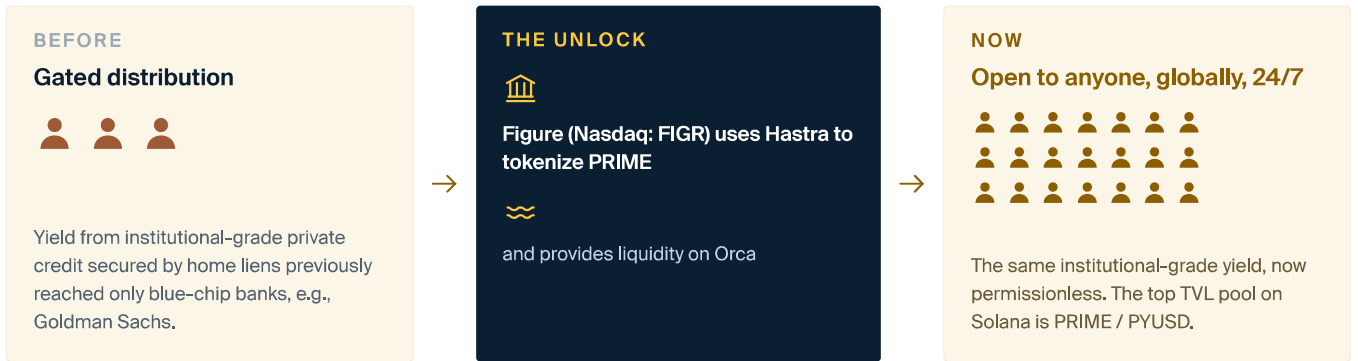 BEFORE
Gated distribution
Yield from institutional-grade private
credit secured by home liens previously
reached only blue-chip banks, e.g.,
Goldman Sachs.
THE UNLOCK
Figure (Nasdaq: FIGR) uses Hastra to
tokenize PRIME
and provides liquidity on Orca
NOW
Open to anyone, globally, 24/7
The same institutional-grade yield, now
permissionless. The top TVL pool on
Solana is PRIME / PYUSD.